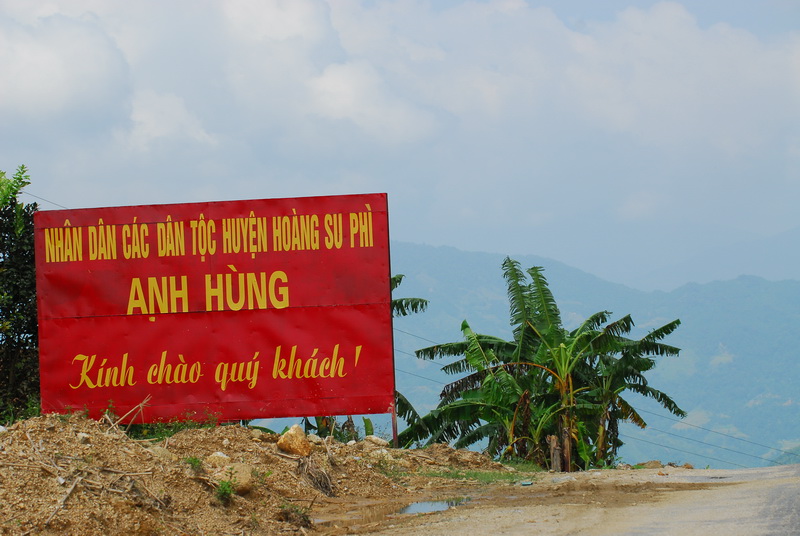 NHÂN DÂN CÁC DÂN TỘC HUYỆN HOÀNG SU PHÌ
ANH HÙNG
Kính chào quý khách!